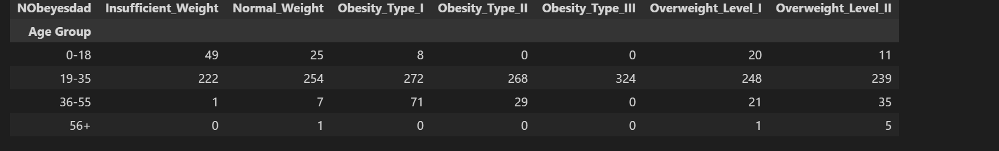 NObeyesdad Insufficient_Weight Normal_Weight Obesity_Type_I Obesity_Type_II Obesity_Type_III Overweight_Level_I Overweight_Level_II
Age Group
0-18 49 25 8 0 0 20 11
19-35 222 254 272 268 324 248 239
36-55 1 7 71 29 0 21 35
56+ 0 1 0 0 0 1 5